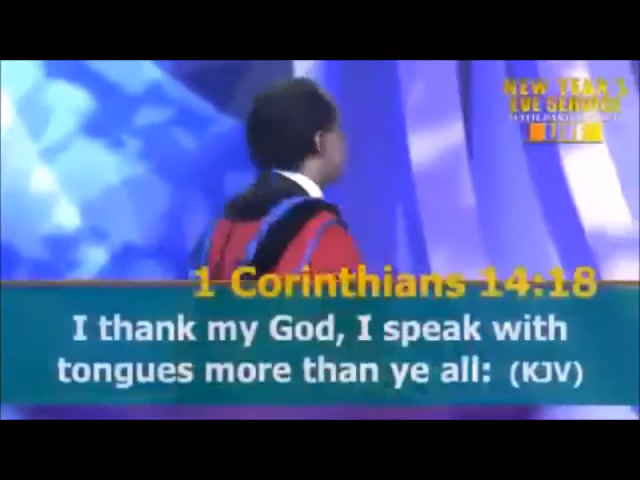 NEW YEAR'S
EVE SERVICE
LIVE
1 Corinthians 14:18
I thank my God, I speak with
tongues more than ye all: (KJV)